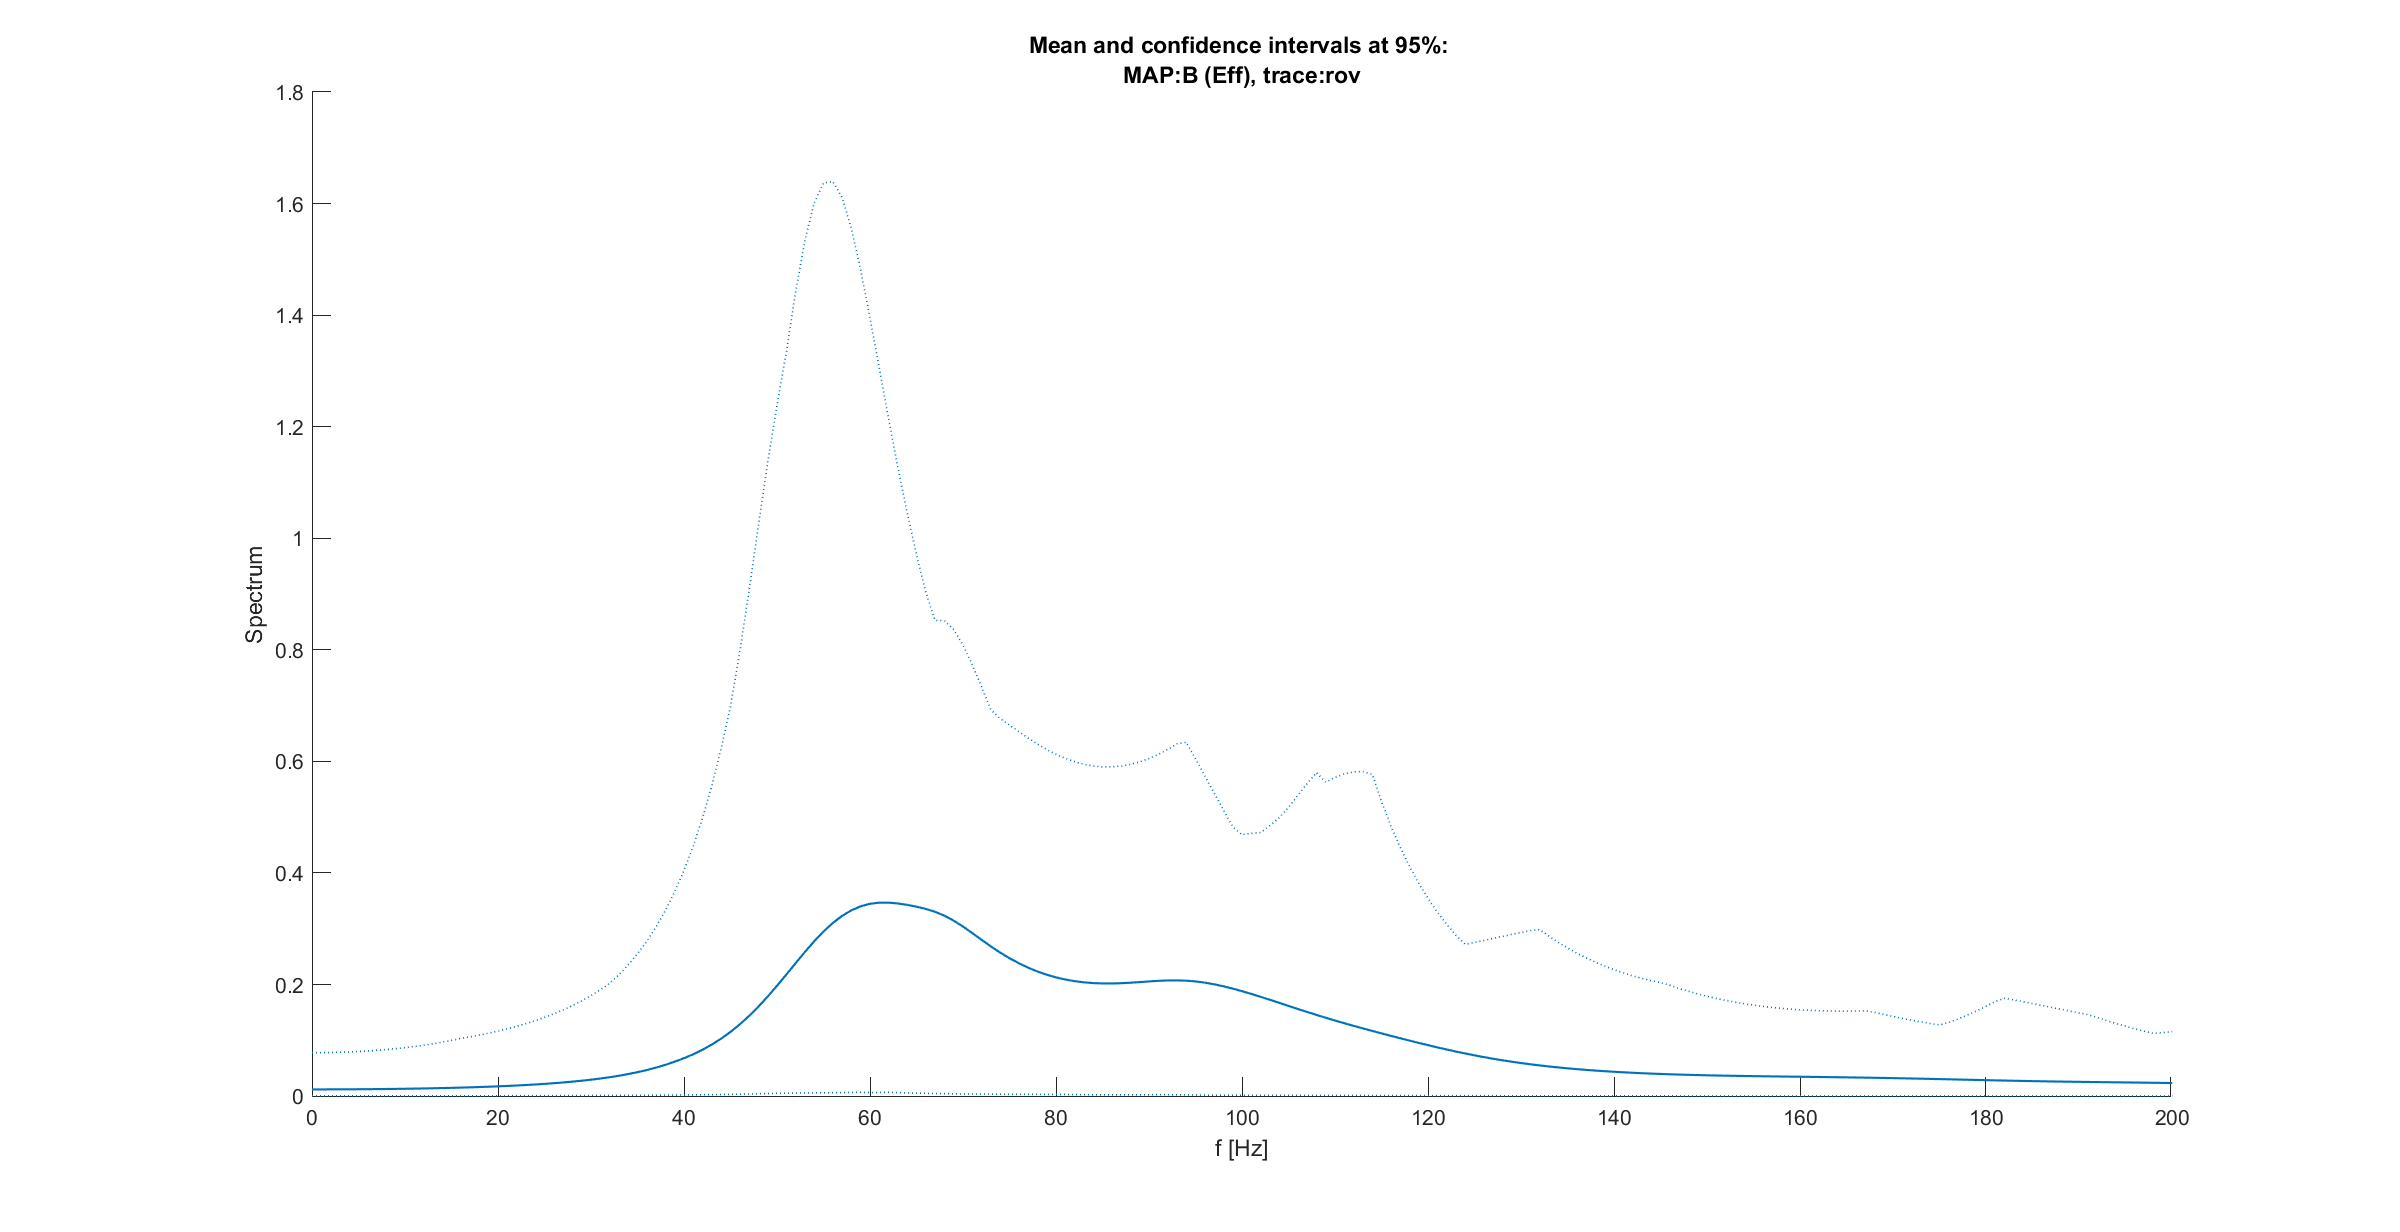 Mean and confidence intervals at 95%:
MAP:B (Eff), trace:rov
1.8
1.6
1.4
1.2
1
0.8
0.6
0.4
0.2
0
Spectrum
0 20 40 60 80 100 120 140 160 180 200
f [Hz]